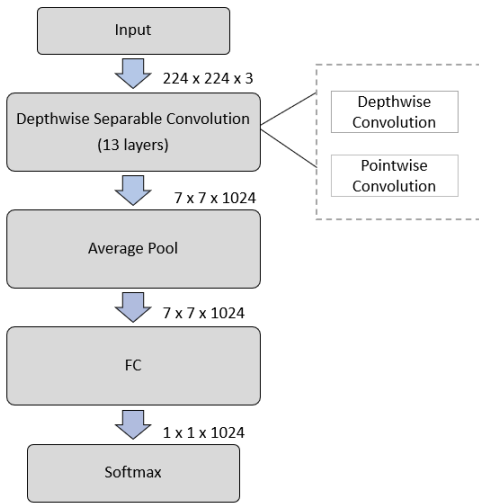 Input
224 x 224 x 3
Depthwise Separable Convolution
(13 layers)
Depthwise
Convolution
Pointwise
Convolution
7 x 7 x 1024
Average Pool
7 x 7 x 1024
FC
1 x 1 x 1024
Softmax